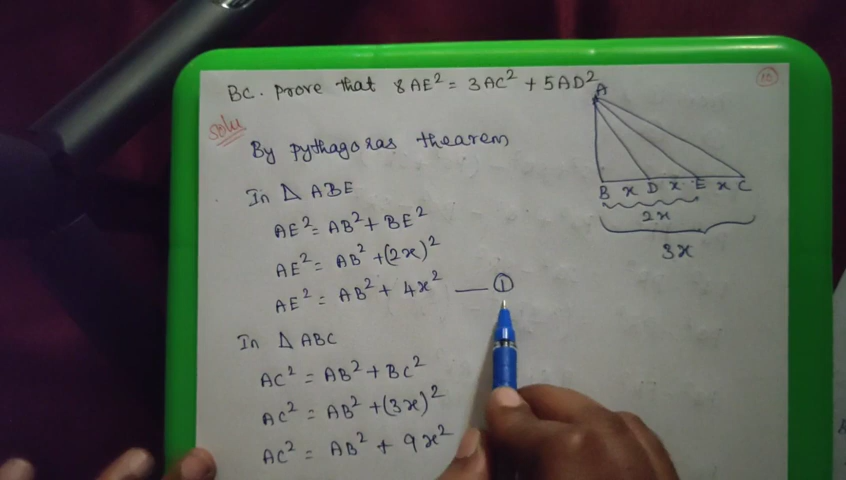 BC. Prove that 8AE² = 3AC² + 5AD²
10
Solu
By pythagoras thearem
In △ ABE
AE² = AB² + BE²
AE² = AB² + (2x)²
AE² = AB² + 4x² — ①
In △ ABC
AC² = AB² + BC²
AC² = AB² + (3x)²
AC² = AB² + 9x²
A
B x D x E x C
2x
3x